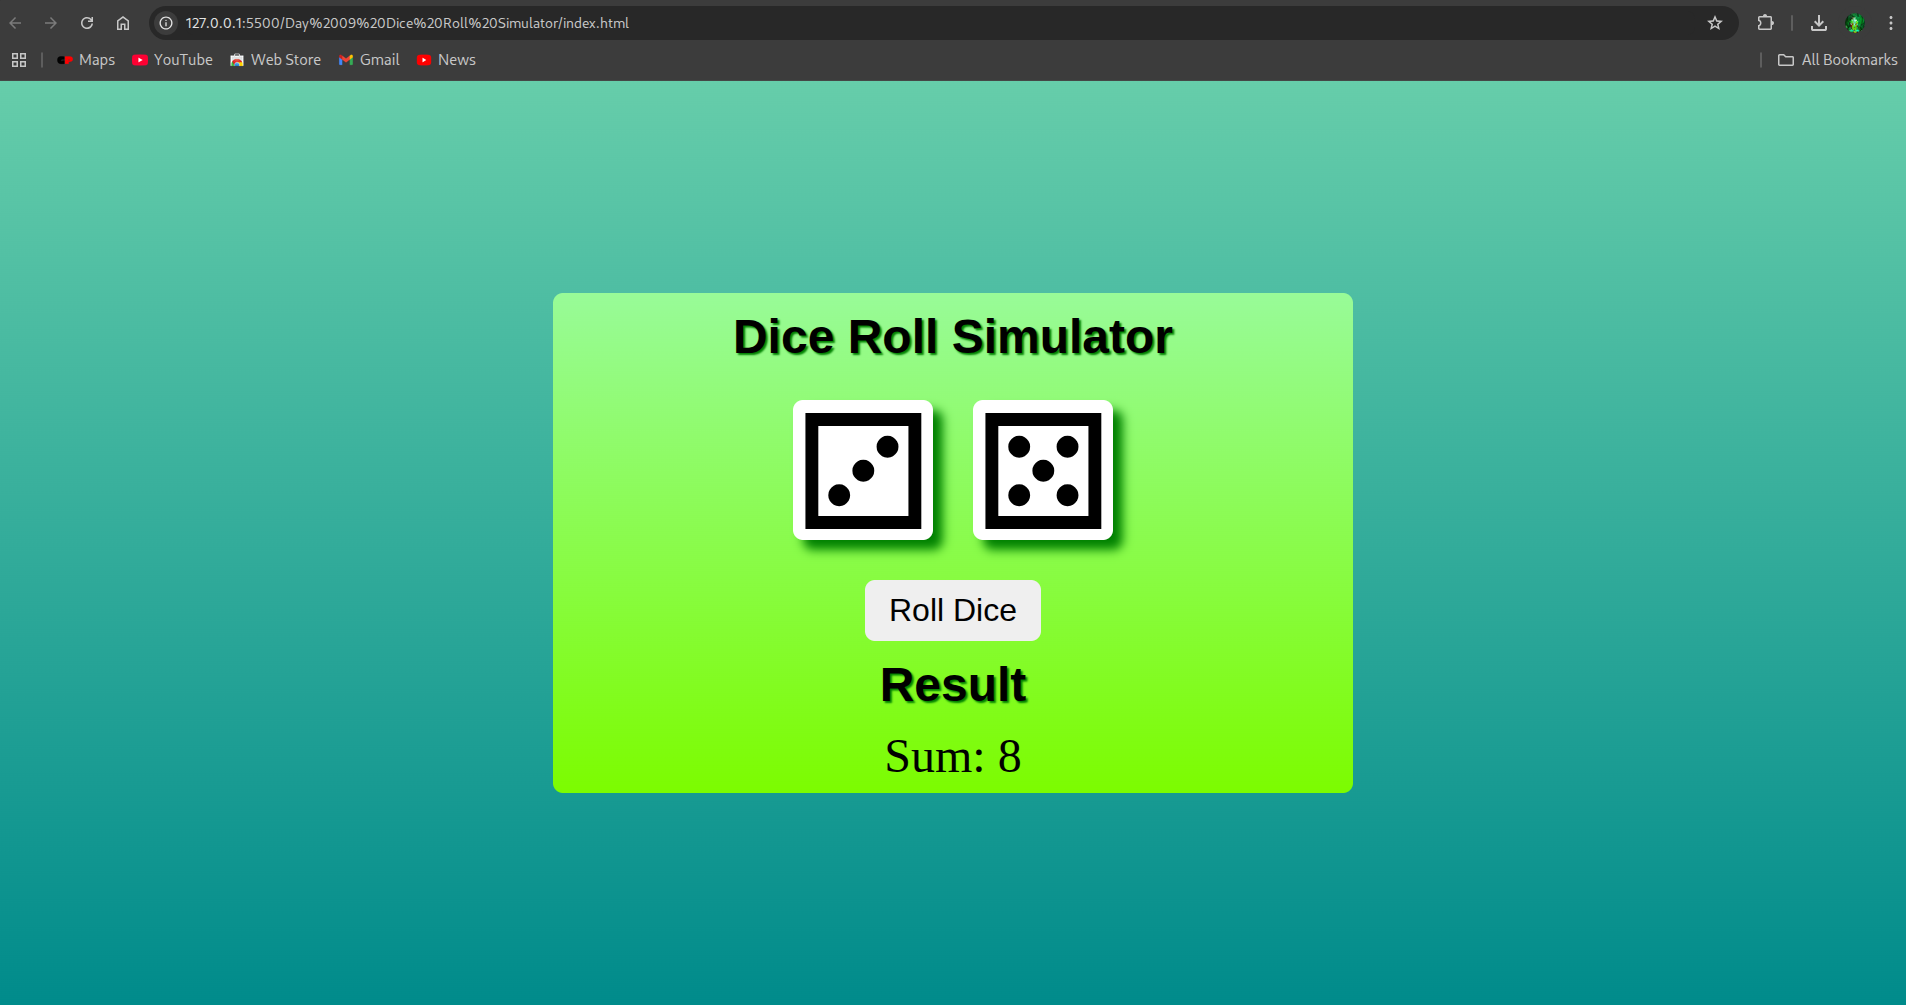 127.0.0.1:5500/Day%2009%20Dice%20Roll%20Simulator/index.html
Maps YouTube Web Store Gmail News All Bookmarks
Dice Roll Simulator
Roll Dice
Result
Sum: 8